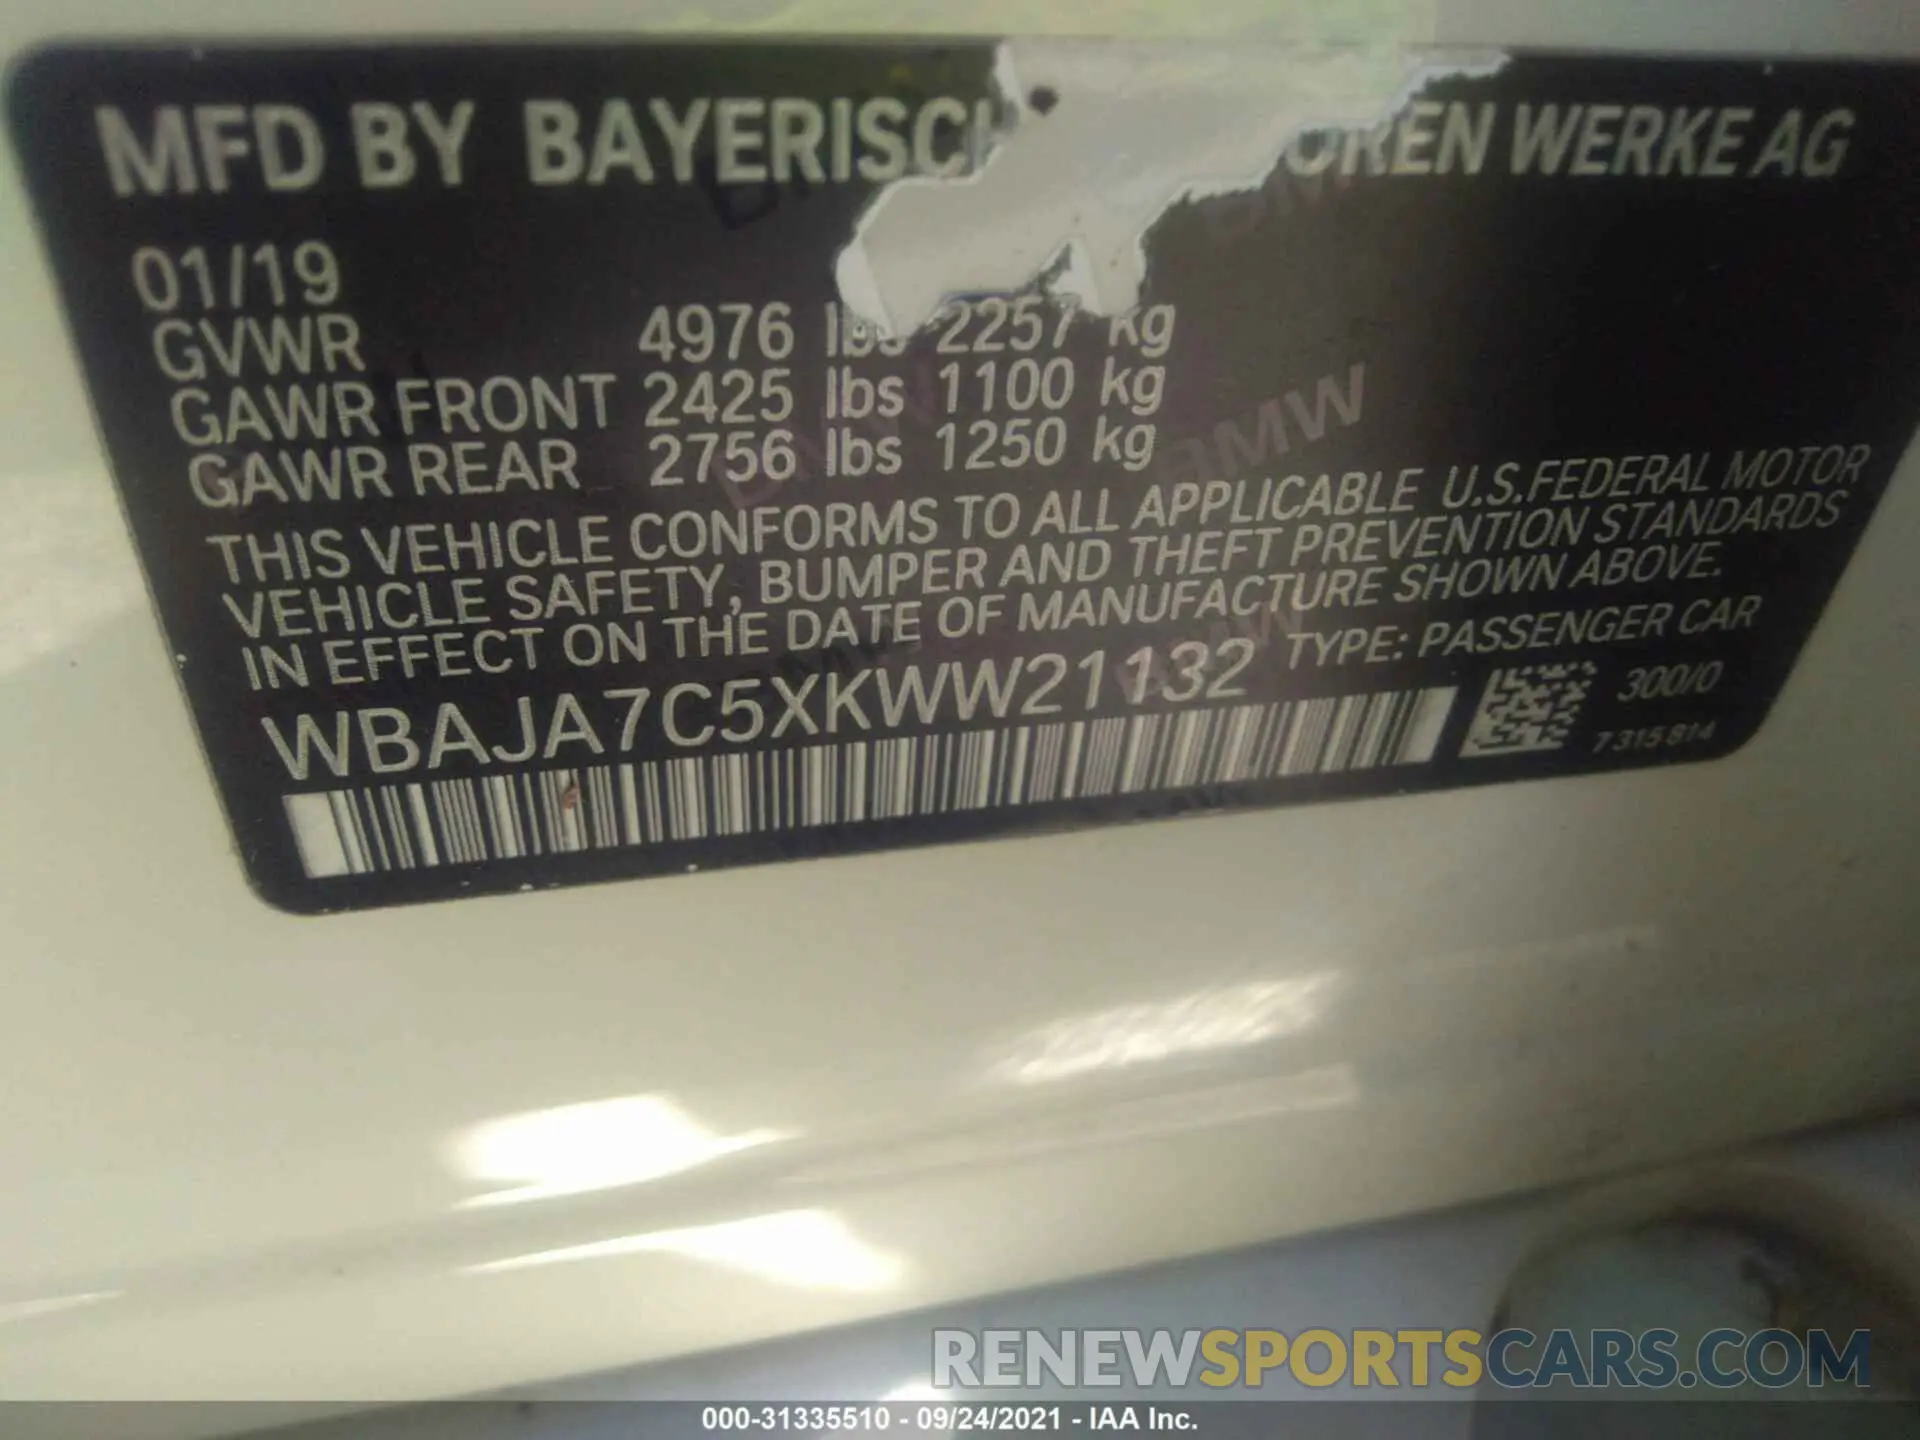 MFD BY BAYERISCH OREN WERKE AG
01/19
GVWR 4976 lbs 2257 kg
GAWR FRONT 2425 lbs 1100 kg
GAWR REAR 2756 lbs 1250 kg
THIS VEHICLE CONFORMS TO ALL APPLICABLE U.S.FEDERAL MOTOR
VEHICLE SAFETY, BUMPER AND THEFT PREVENTION STANDARDS
IN EFFECT ON THE DATE OF MANUFACTURE SHOWN ABOVE.
WBAJA7C5XKWW21132 TYPE: PASSENGER CAR
300/0
7315814
RENEWSPORTSCARS.COM
000-31335510 - 09/24/2021 - IAA Inc.